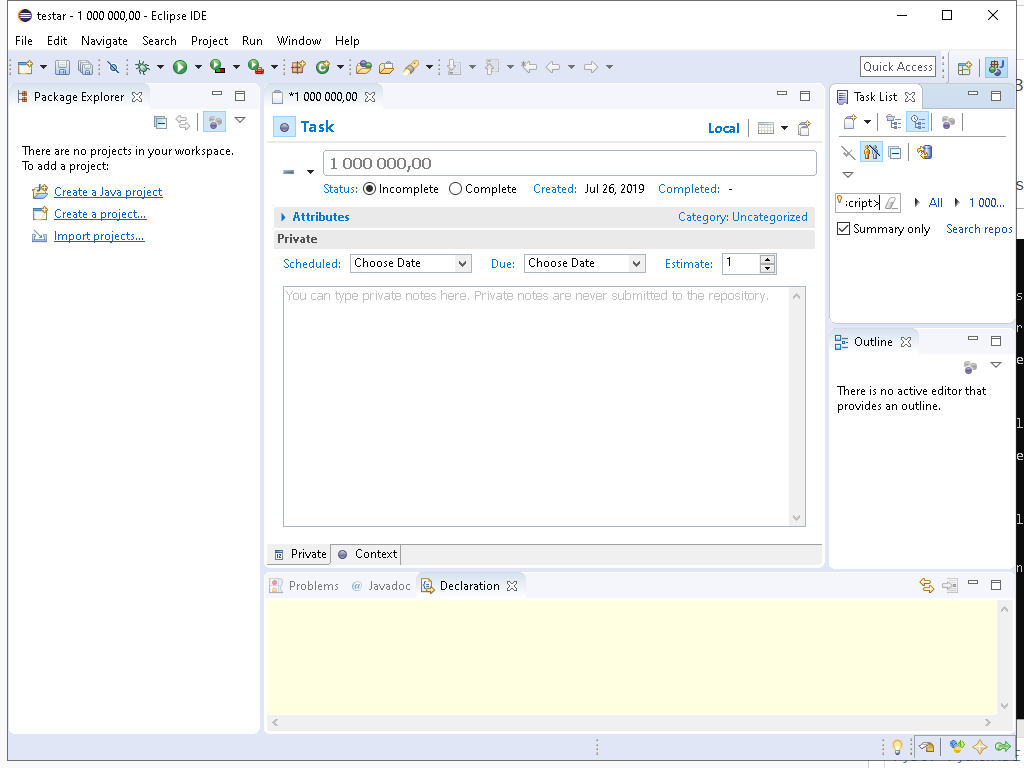 testar - 1 000 000,00 - Eclipse IDE
File Edit Navigate Search Project Run Window Help
Quick Access
Package Explorer
There are no projects in your workspace.
To add a project:
Create a Java project
Create a project...
Import projects...
*1 000 000,00
Task
Local
1 000 000,00
Status: Incomplete Complete Created: Jul 26, 2019 Completed: -
Attributes
Category: Uncategorized
Private
Scheduled: Choose Date Due: Choose Date Estimate: 1
You can type private notes here. Private notes are never submitted to the repository.
Private Context
Problems @ Javadoc Declaration
Task List
:cript>
All
1 000...
Summary only Search repos
Outline
There is no active editor that
provides an outline.